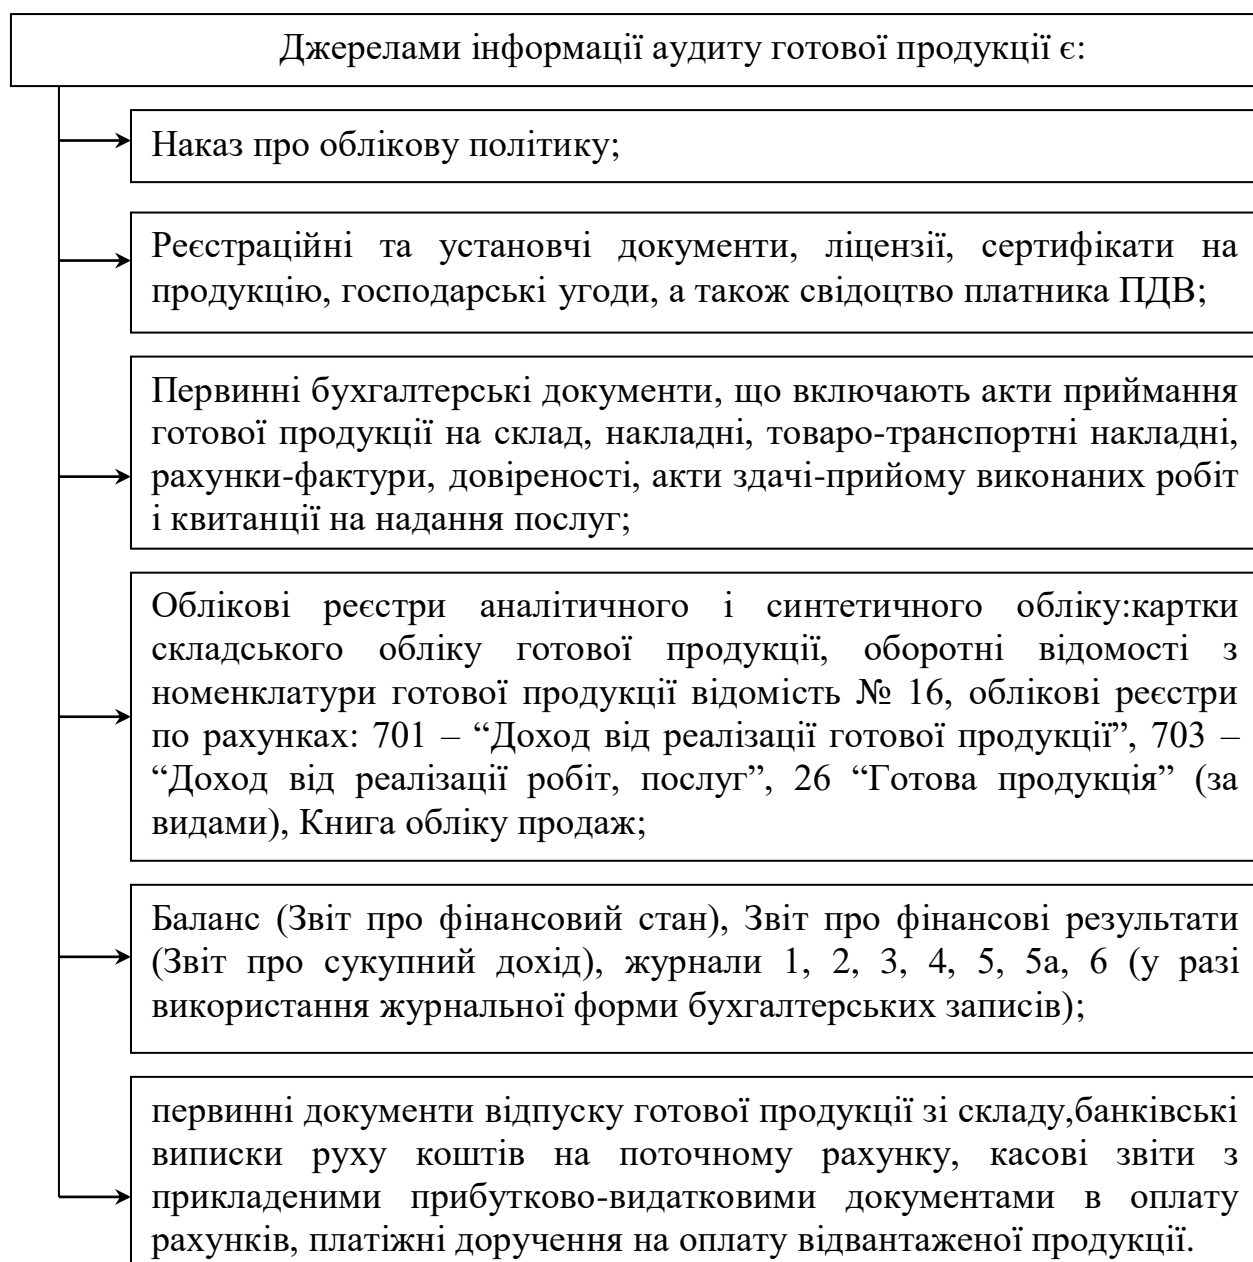 Джерелами інформації аудиту готової продукції є:
Наказ про облікову політику;
Реєстраційні та установчі документи, ліцензії, сертифікати на
продукцію, господарські угоди, а також свідоцтво платника ПДВ;
Первинні бухгалтерські документи, що включають акти приймання
готової продукції на склад, накладні, товаро-транспортні накладні,
рахунки-фактури, довіреності, акти здачі-прийому виконаних робіт
і квитанції на надання послуг;
Облікові реєстри аналітичного і синтетичного обліку:картки
складського обліку готової продукції, оборотні відомості з
номенклатури готової продукції відомість № 16, облікові реєстри
по рахунках: 701 – “Доход від реалізації готової продукції”, 703 –
“Доход від реалізації робіт, послуг”, 26 “Готова продукція” (за
видами), Книга обліку продаж;
Баланс (Звіт про фінансовий стан), Звіт про фінансові результати
(Звіт про сукупний дохід), журнали 1, 2, 3, 4, 5, 5а, 6 (у разі
використання журнальної форми бухгалтерських записів);
первинні документи відпуску готової продукції зі складу,банківські
виписки руху коштів на поточному рахунку, касові звіти з
прикладеними прибутково-видатковими документами в оплату
рахунків, платіжні доручення на оплату відвантаженої продукції.